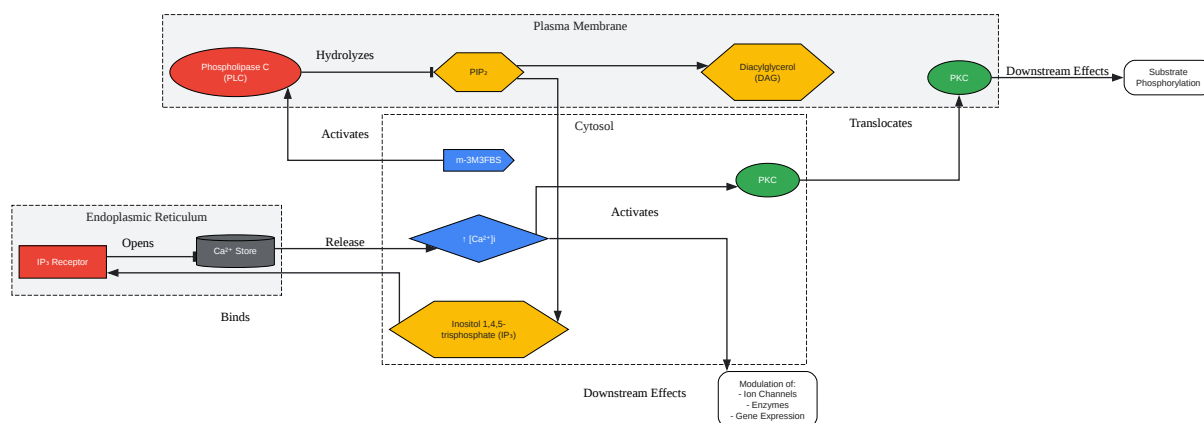 Plasma Membrane
Phospholipase C
(PLC)
Hydrolyzes
PIP₂
Diacylglycerol
(DAG)
PKC
Downstream Effects
Substrate
Phosphorylation
Activates
Cytosol
Translocates
m-3M3FBS
PKC
Endoplasmic Reticulum
Opens
IP₃ Receptor
Ca²⁺ Store
Release
↑ [Ca²⁺]i
Activates
Binds
Inositol 1,4,5-
trisphosphate (IP₃)
Downstream Effects
Modulation of:
- Ion Channels
- Enzymes
- Gene Expression